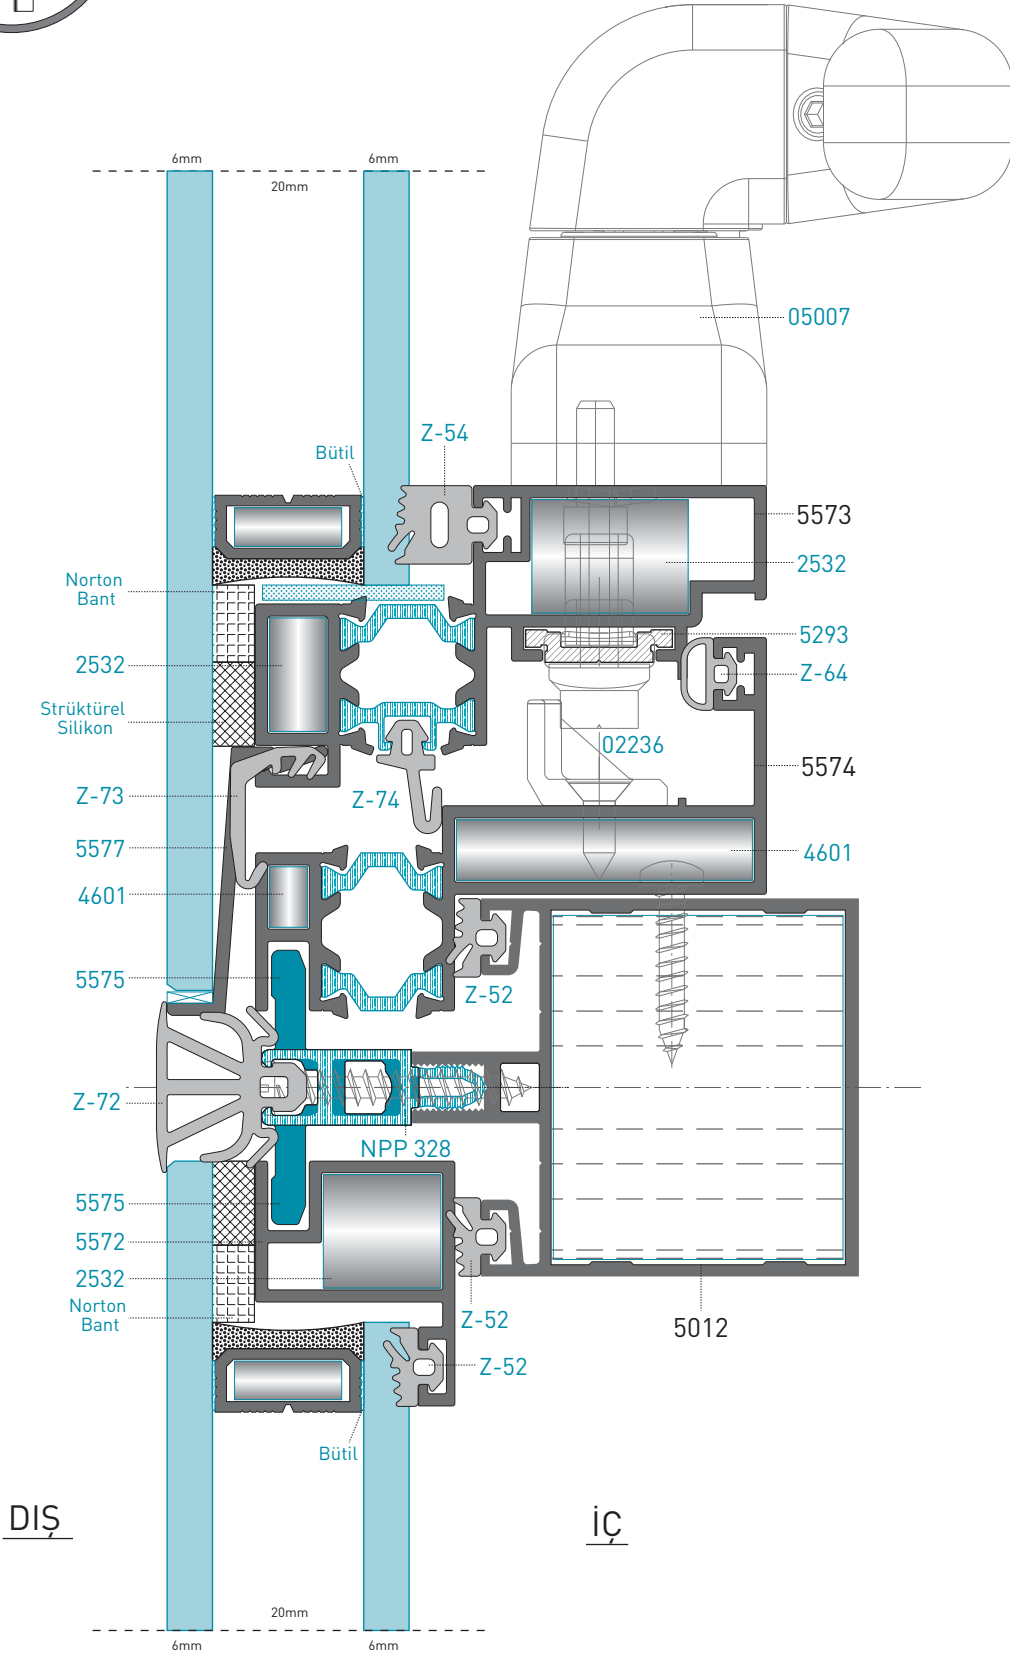 6mm
6mm
20mm
05007
Z-54
Bütil
5573
2532
Norton
Bant
5293
2532
Z-64
Strüktürel
Silikon
02236
5574
Z-73
Z-74
5577
4601
4601
5575
Z-52
Z-72
NPP 328
5575
5572
2532
Norton
Bant
Z-52
5012
Z-52
Bütil
DIŞ
İÇ
20mm
6mm
6mm